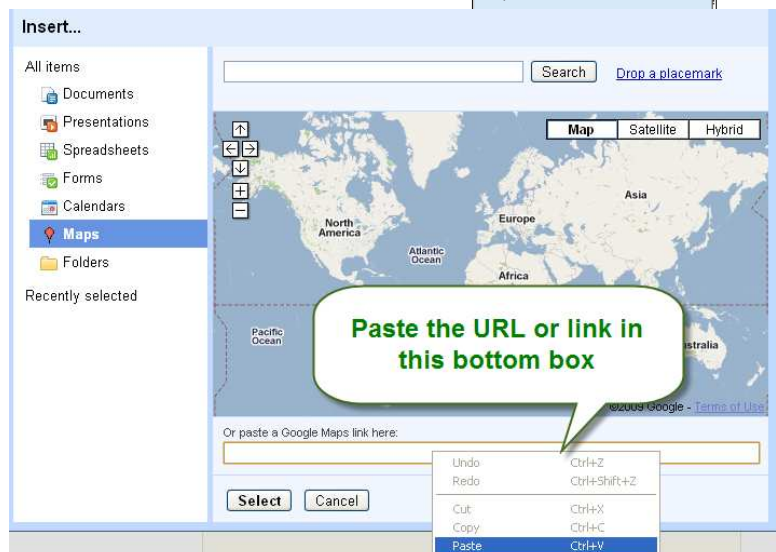 Insert...
All items
Documents
Presentations
Spreadsheets
Forms
Calendars
Maps
Folders
Recently selected
Search
Drop a placemark
Map
Satellite
Hybrid
North
America
Atlantic
Ocean
Europe
Asia
Africa
Pacific
Ocean
stralia
Paste the URL or link in
this bottom box
©2009 Google - Terms of Use
Or paste a Google Maps link here:
Select
Cancel
Undo Ctrl+Z
Redo Ctrl+Shift+Z
Cut Ctrl+X
Copy Ctrl+C
Paste Ctrl+V